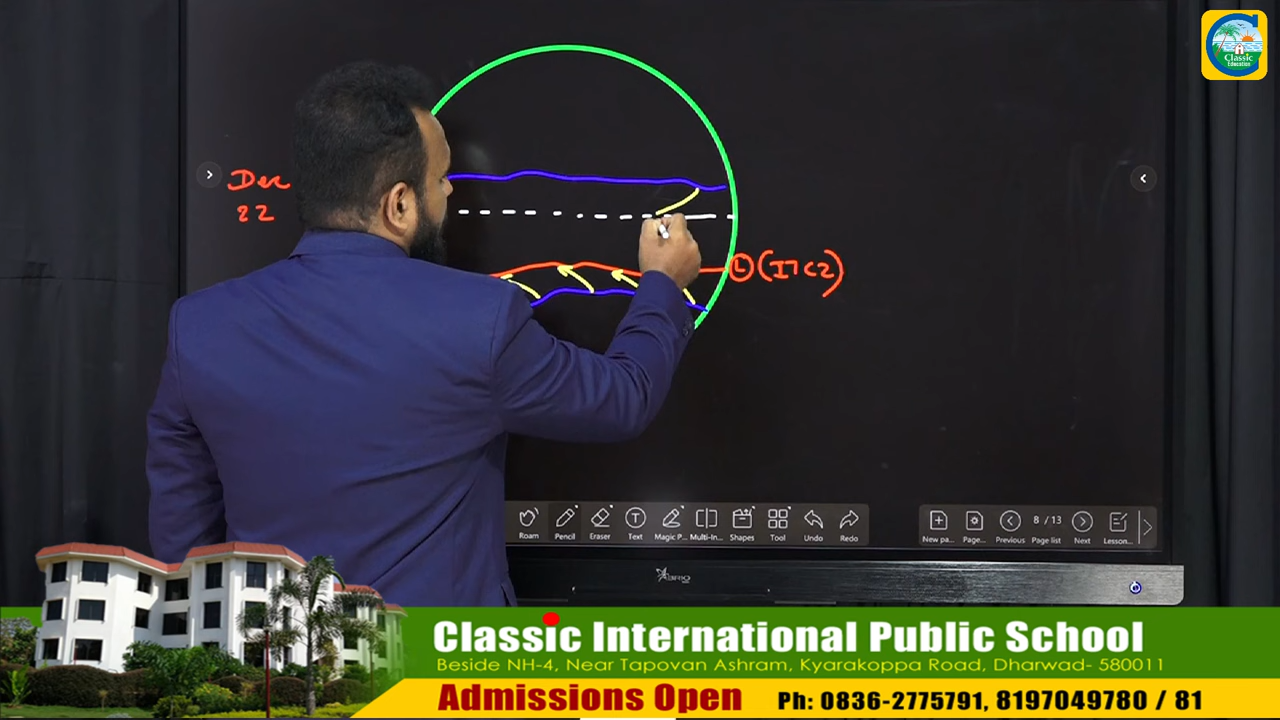 Classic
Education
Dec
22
L (ITCZ)
Roam
Pencil
Eraser
Text
Magic P...
Multi-In...
Shapes
Tool
Undo
Redo
New pa...
Page...
Previous
8 / 13
Page list
Next
Lesson...
Classic International Public School
Beside NH-4, Near Tapovan Ashram, Kyarakoppa Road, Dharwad- 580011
Admissions Open Ph: 0836-2775791, 8197049780 / 81